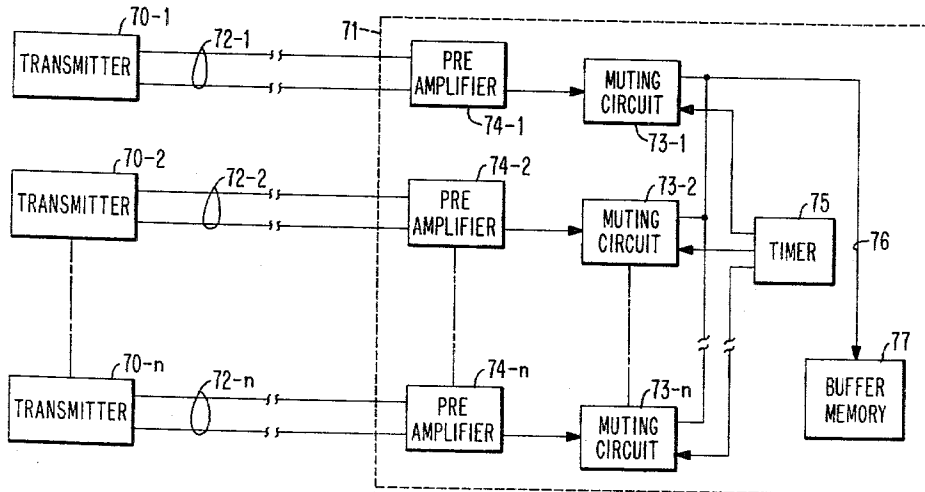 70-1
TRANSMITTER
72-1
71
PRE
AMPLIFIER
74-1
MUTING
CIRCUIT
73-1
70-2
TRANSMITTER
72-2
74-2
PRE
AMPLIFIER
73-2
MUTING
CIRCUIT
75
TIMER
76
77
BUFFER
MEMORY
70-n
TRANSMITTER
72-n
74-n
PRE
AMPLIFIER
73-n
MUTING
CIRCUIT